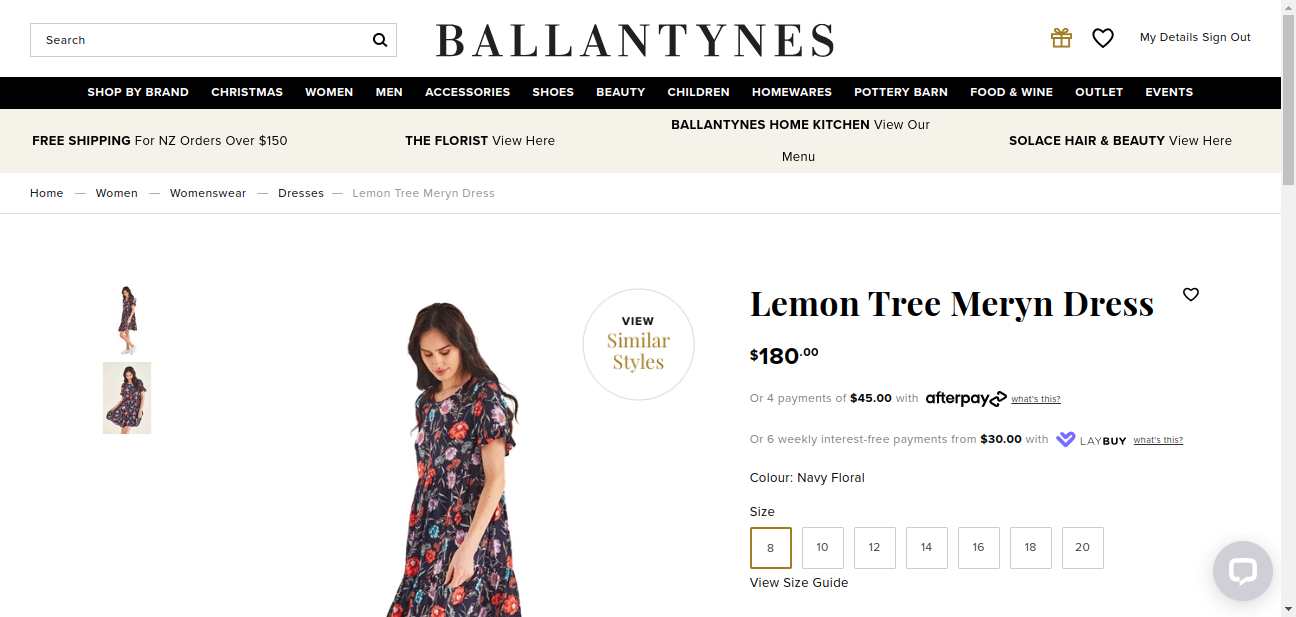 Search
BALLANTYNES
My Details Sign Out
SHOP BY BRAND CHRISTMAS WOMEN MEN ACCESSORIES SHOES BEAUTY CHILDREN HOMEWARES POTTERY BARN FOOD & WINE OUTLET EVENTS
FREE SHIPPING For NZ Orders Over $150
THE FLORIST View Here
BALLANTYNES HOME KITCHEN View Our
Menu
SOLACE HAIR & BEAUTY View Here
Home — Women — Womenswear — Dresses — Lemon Tree Meryn Dress
VIEW
Similar
Styles
Lemon Tree Meryn Dress
$180.00
Or 4 payments of $45.00 with afterpay what's this?
Or 6 weekly interest-free payments from $30.00 with LAYBUY what's this?
Colour: Navy Floral
Size
8 10 12 14 16 18 20
View Size Guide